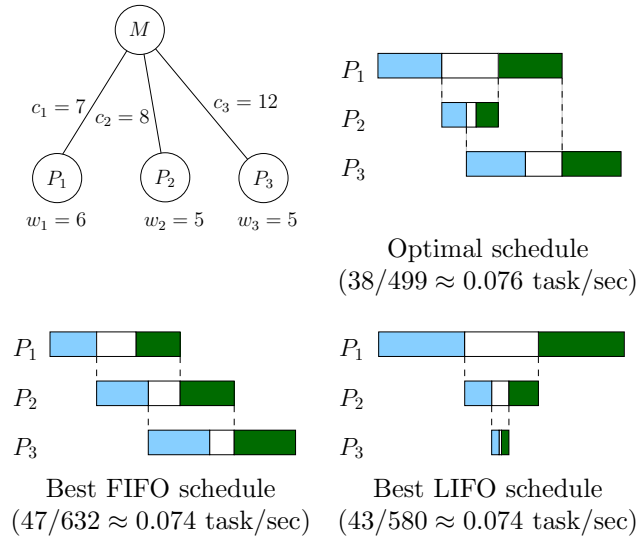 M
c₁ = 7
c₂ = 8
c₃ = 12
P₁
P₂
P₃
w₁ = 6
w₂ = 5
w₃ = 5
P₁
P₂
P₃
Optimal schedule
(38/499 ≈ 0.076 task/sec)
P₁
P₂
P₃
Best FIFO schedule
(47/632 ≈ 0.074 task/sec)
P₁
P₂
P₃
Best LIFO schedule
(43/580 ≈ 0.074 task/sec)